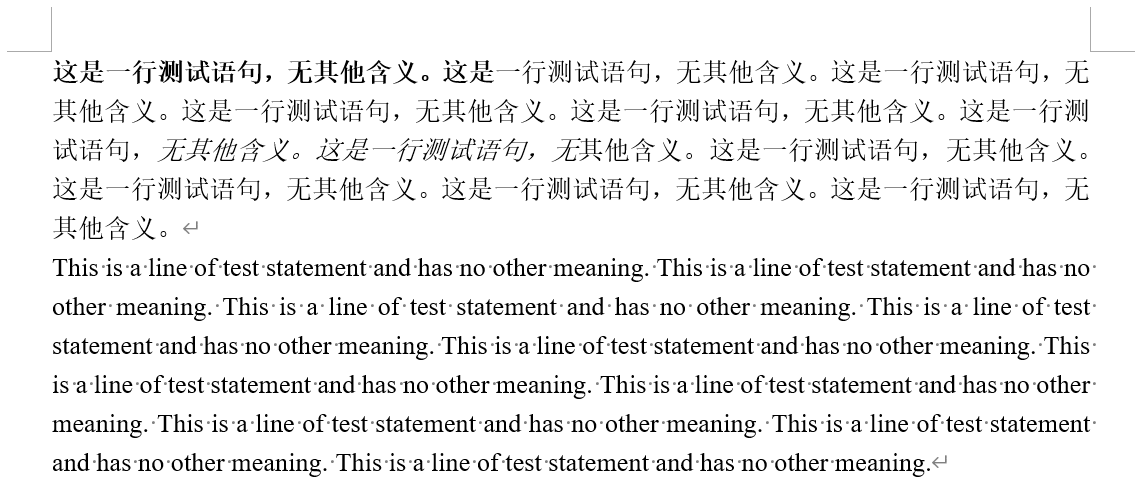 这是一行测试语句，无其他含义。这是一行测试语句，无其他含义。这是一行测试语句，无
其他含义。这是一行测试语句，无其他含义。这是一行测试语句，无其他含义。这是一行测
试语句，无其他含义。这是一行测试语句，无其他含义。这是一行测试语句，无其他含义。
这是一行测试语句，无其他含义。这是一行测试语句，无其他含义。这是一行测试语句，无
其他含义。
This is a line of test statement and has no other meaning. This is a line of test statement and has no
other meaning. This is a line of test statement and has no other meaning. This is a line of test
statement and has no other meaning. This is a line of test statement and has no other meaning. This
is a line of test statement and has no other meaning. This is a line of test statement and has no other
meaning. This is a line of test statement and has no other meaning. This is a line of test statement
and has no other meaning. This is a line of test statement and has no other meaning.